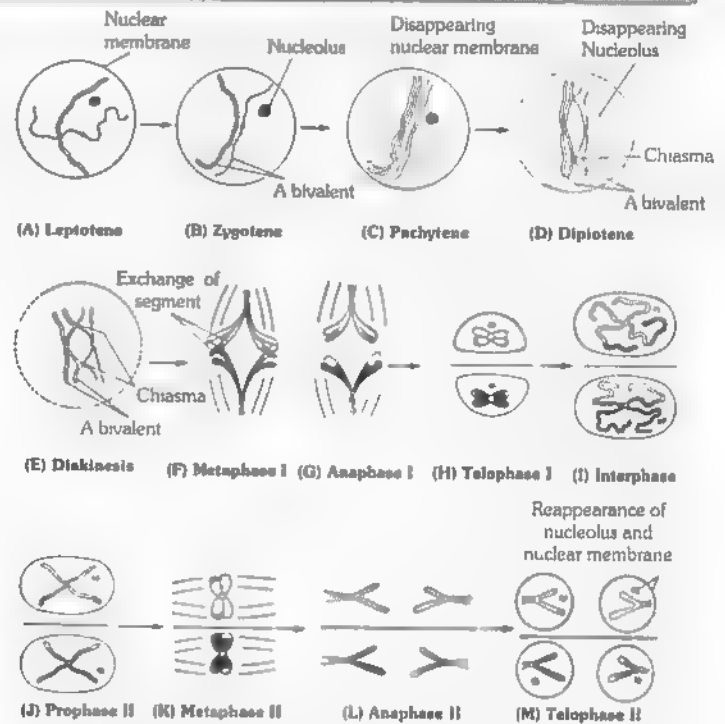 Nuclear
membrane
Nucleolus
Disappearing
nuclear membrane
Disappearing
Nucleolus
Chiasma
A bivalent
A bivalent
(A) Leptotene
(B) Zygotene
(C) Pachytene
(D) Diplotene
Exchange of
segment
Chiasma
A bivalent
(E) Diakinesis
(F) Metaphase I
(G) Anaphase I
(H) Telophase I
(I) Interphase
Reappearance of
nucleolus and
nuclear membrane
(J) Prophase II
(K) Metaphase II
(L) Anaphase II
(M) Telophase II